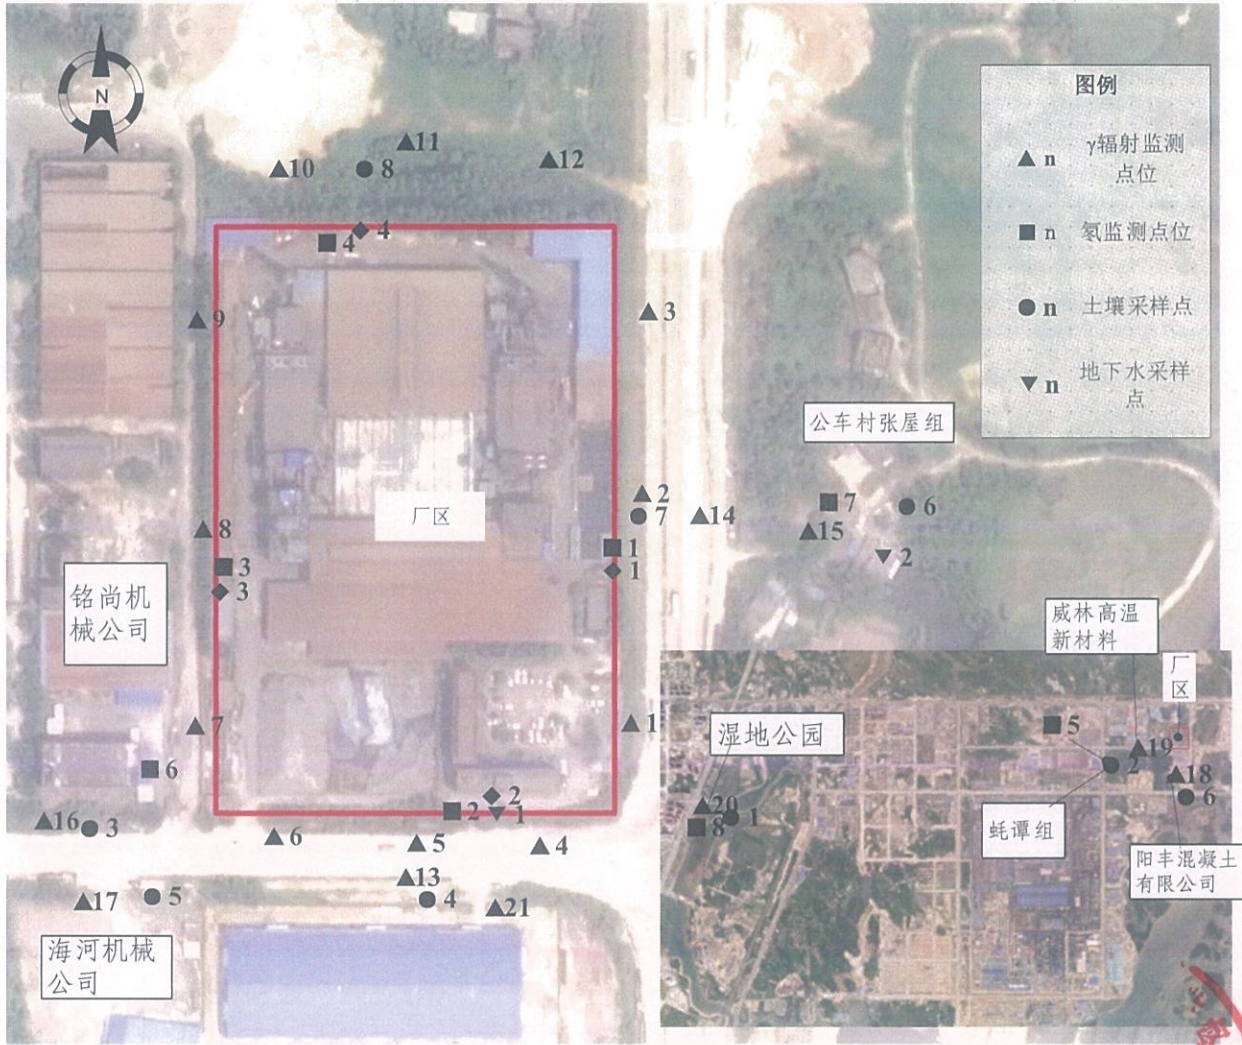 N
图例
n
γ辐射监测
点位
n
氡监测点位
n
土壤采样点
n
地下水采样
点
11
10
8
12
4
4
9
3
公车村张屋组
厂区
2
7
14
7
6
15
8
1
2
3
1
3
铭尚机
械公司
威林高温
新材料
厂
区
7
1
湿地公园
5
19
2
18
6
6
2
2
1
20
1
8
蚝谭组
16
3
6
5
4
阳丰混凝土
有限公司
13
17
5
4
21
海河机械
公司